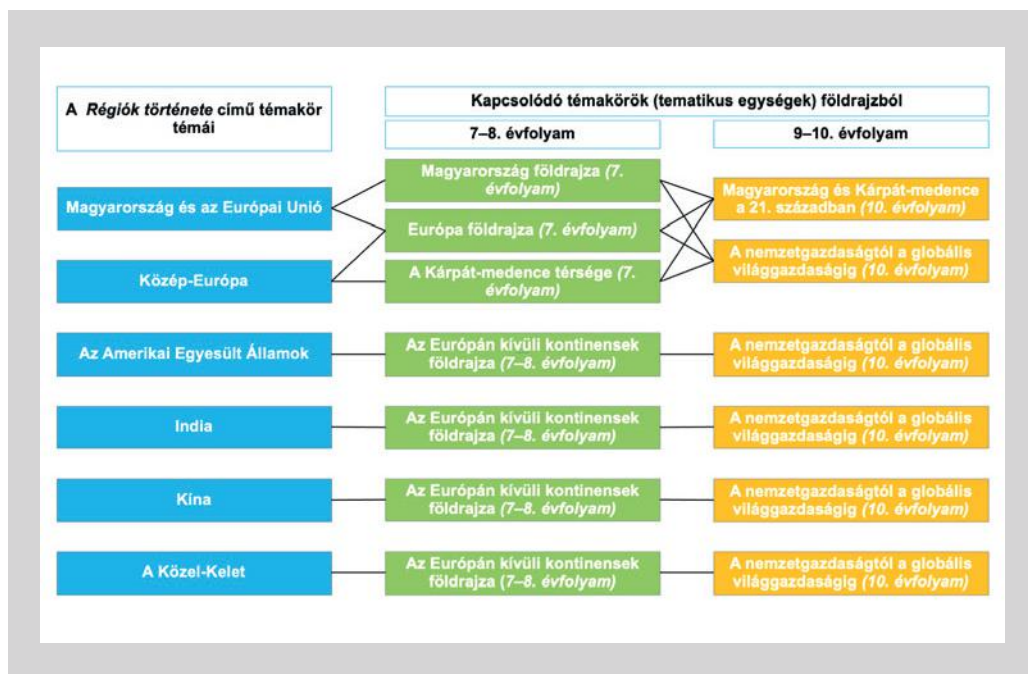 A Régiók története című témakör
témái
Kapcsolódó témakörök (tematikus egységek) földrajzból
7–8. évfolyam
9–10. évfolyam
Magyarország és az Európai Unió
Magyarország földrajza (7.
évfolyam)
Magyarország és Kárpát-medence
a 21. században (10. évfolyam)
Európa földrajza (7. évfolyam)
A nemzetgazdaságtól a globális
világgazdaságig (10. évfolyam)
Közép-Európa
A Kárpát-medence térsége (7.
évfolyam)
Az Amerikai Egyesült Államok
Az Európán kívüli kontinensek
földrajza (7–8. évfolyam)
A nemzetgazdaságtól a globális
világgazdaságig (10. évfolyam)
India
Az Európán kívüli kontinensek
földrajza (7–8. évfolyam)
A nemzetgazdaságtól a globális
világgazdaságig (10. évfolyam)
Kína
Az Európán kívüli kontinensek
földrajza (7–8. évfolyam)
A nemzetgazdaságtól a globális
világgazdaságig (10. évfolyam)
A Közel-Kelet
Az Európán kívüli kontinensek
földrajza (7–8. évfolyam)
A nemzetgazdaságtól a globális
világgazdaságig (10. évfolyam)